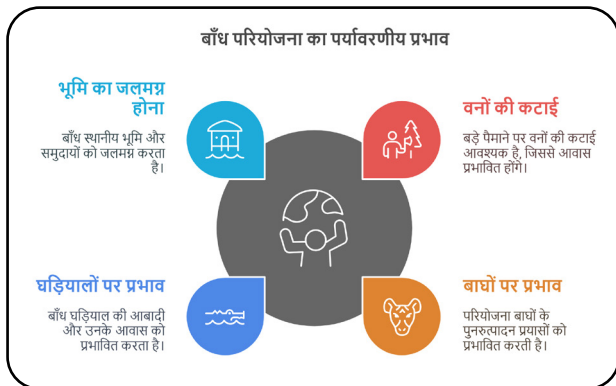 बाँध परियोजना का पर्यावरणीय प्रभाव
भूमि का जलमग्न
होना
बाँध स्थानीय भूमि और
समुदायों को जलमग्न करता
है।
वनों की कटाई
बड़े पैमाने पर वनों की कटाई
आवश्यक है, जिससे आवास
प्रभावित होंगे।
घड़ियालों पर प्रभाव
बाँध घड़ियाल की आबादी
और उनके आवास को
प्रभावित करता है।
बाघों पर प्रभाव
परियोजना बाघों के
पुनरुत्पादन प्रयासों को
प्रभावित करती है।